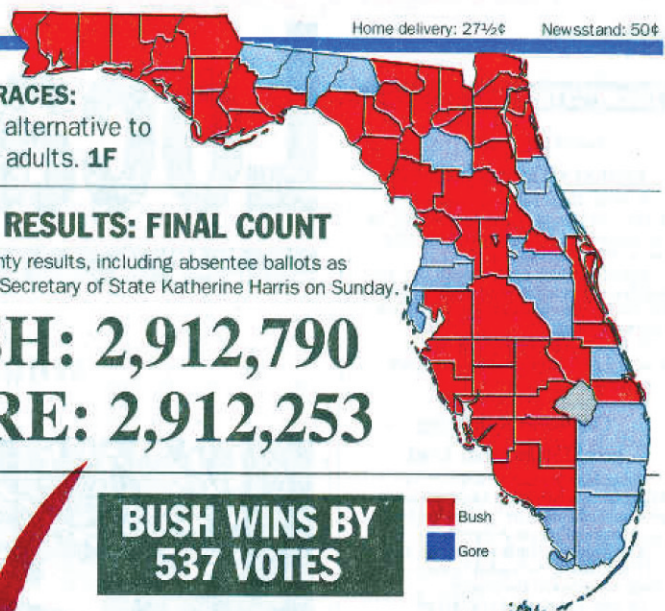 Home delivery: 27½¢ Newsstand: 50¢
RACES:
alternative to
adults. 1F
RESULTS: FINAL COUNT
nty results, including absentee ballots as
Secretary of State Katherine Harris on Sunday.
SH: 2,912,790
RE: 2,912,253
BUSH WINS BY
537 VOTES
Bush
Gore